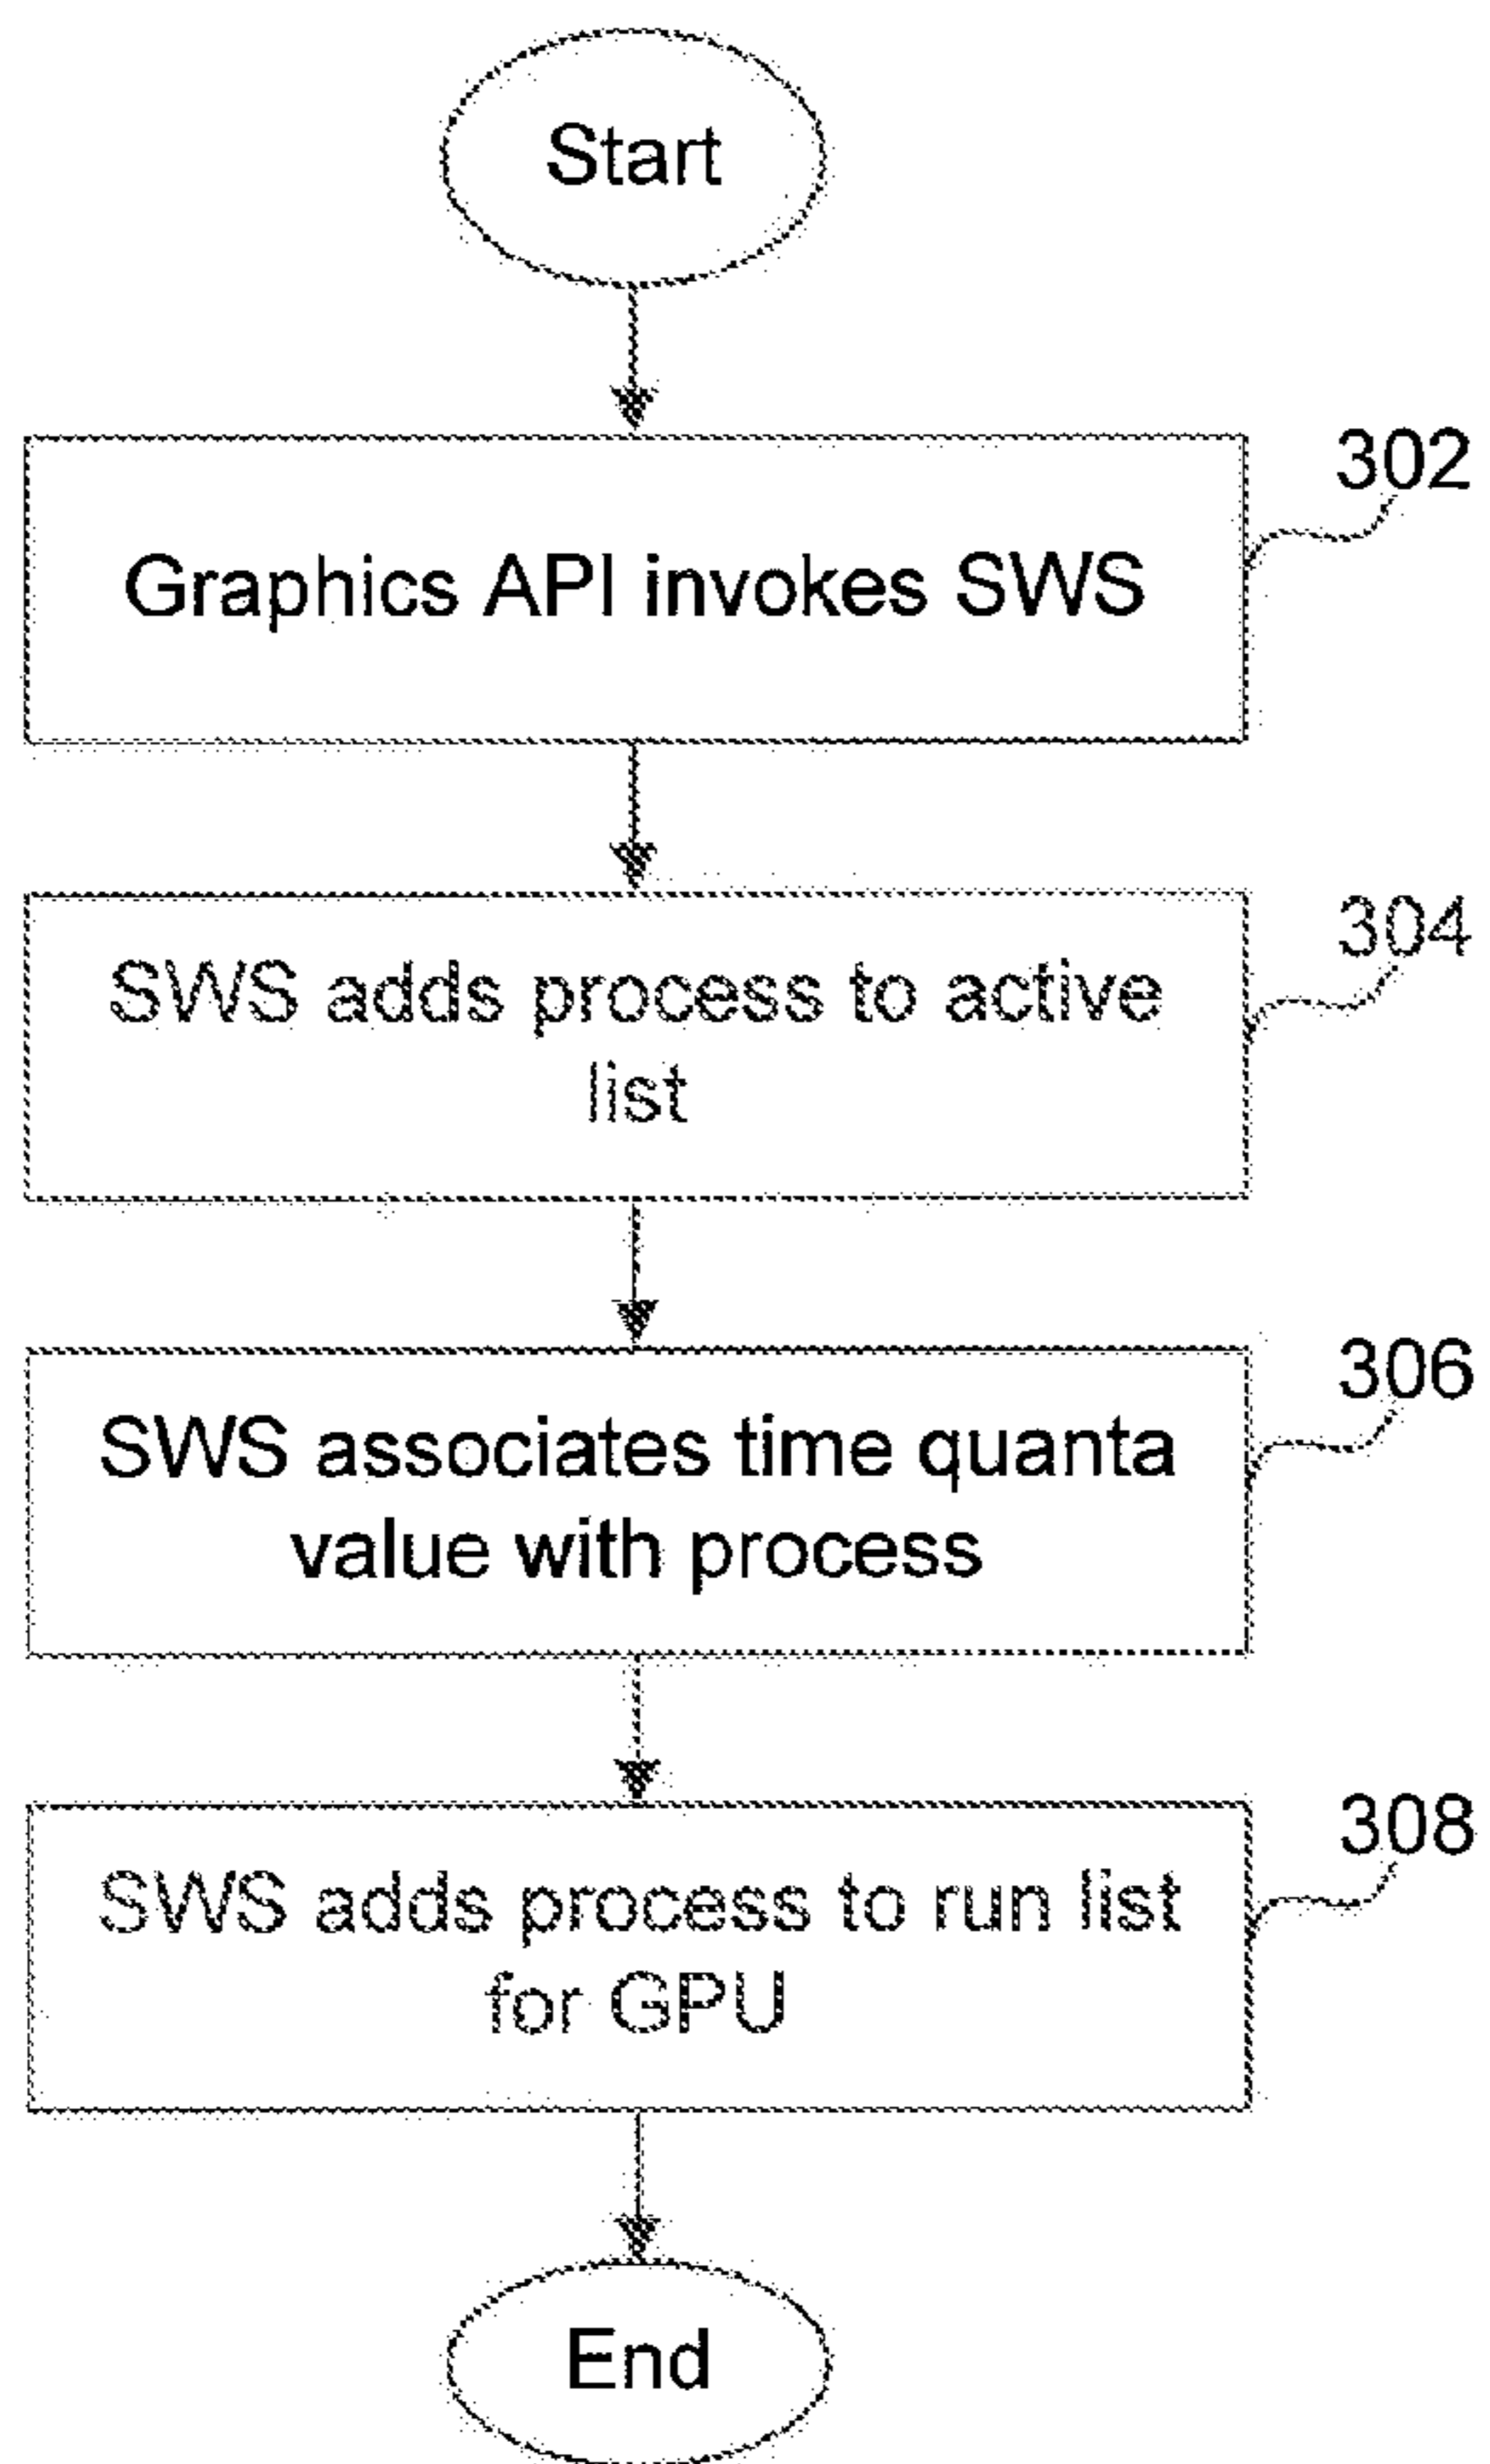 Start
302
Graphics API invokes SWS
304
SWS adds process to active
list
306
SWS associates time quanta
value with process
308
SWS adds process to run list
for GPU
End